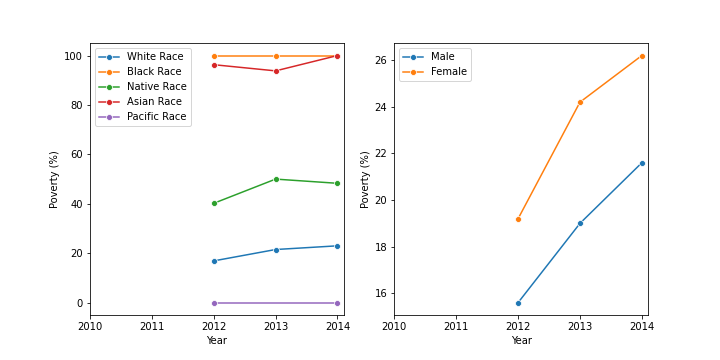 White Race
Black Race
Native Race
Asian Race
Pacific Race
100
80
60
40
20
0
Poverty (%)
2010 2011 2012 2013 2014
Year
Male
Female
26
24
22
20
18
16
Poverty (%)
2010 2011 2012 2013 2014
Year